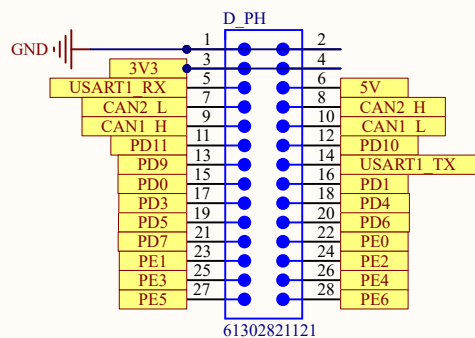 D_PH
GND 1 2
3V3 3 4
USART1_RX 5 6 5V
CAN2_L 7 8 CAN2_H
CAN1_H 9 10 CAN1_L
PD11 11 12 PD10
PD9 13 14 USART1_TX
PD0 15 16 PD1
PD3 17 18 PD4
PD5 19 20 PD6
PD7 21 22 PE0
PE1 23 24 PE2
PE3 25 26 PE4
PE5 27 28 PE6
61302821121